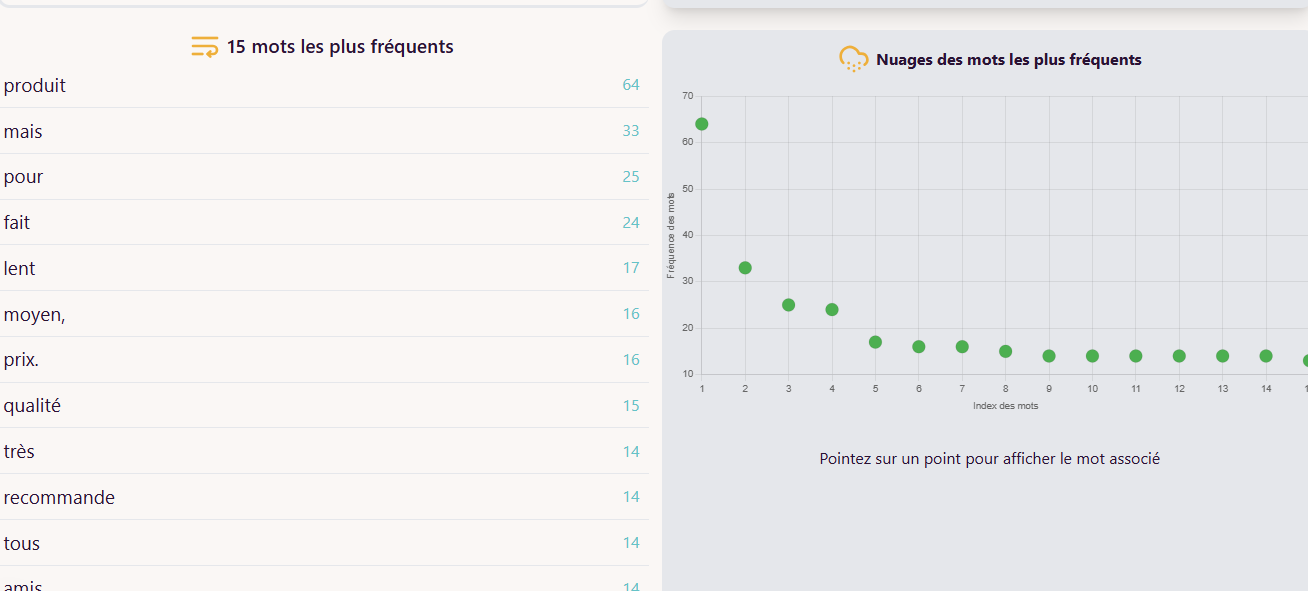 15 mots les plus fréquents
produit 64
mais 33
pour 25
fait 24
lent 17
moyen, 16
prix. 16
qualité 15
très 14
recommande 14
tous 14
amis 14
Nuages des mots les plus fréquents
70
60
50
40
30
20
10
Fréquence des mots
1 2 3 4 5 6 7 8 9 10 11 12 13 14
Index des mots
Pointez sur un point pour afficher le mot associé